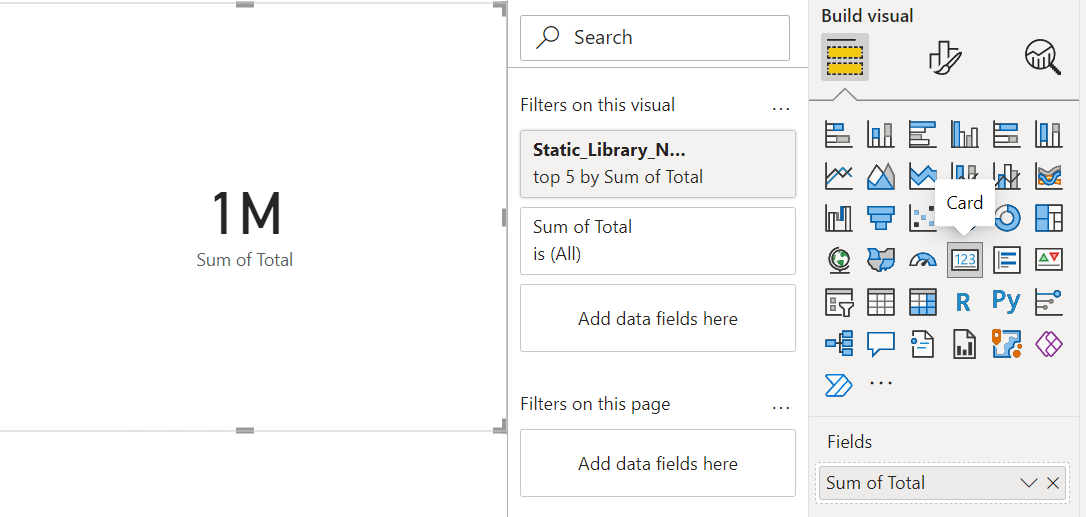 1M
Sum of Total
Search
Filters on this visual
...
Static_Library_N...
top 5 by Sum of Total
Sum of Total
is (All)
Add data fields here
Filters on this page
...
Add data fields here
Build visual
Card
123
R
Py
...
Fields
Sum of Total